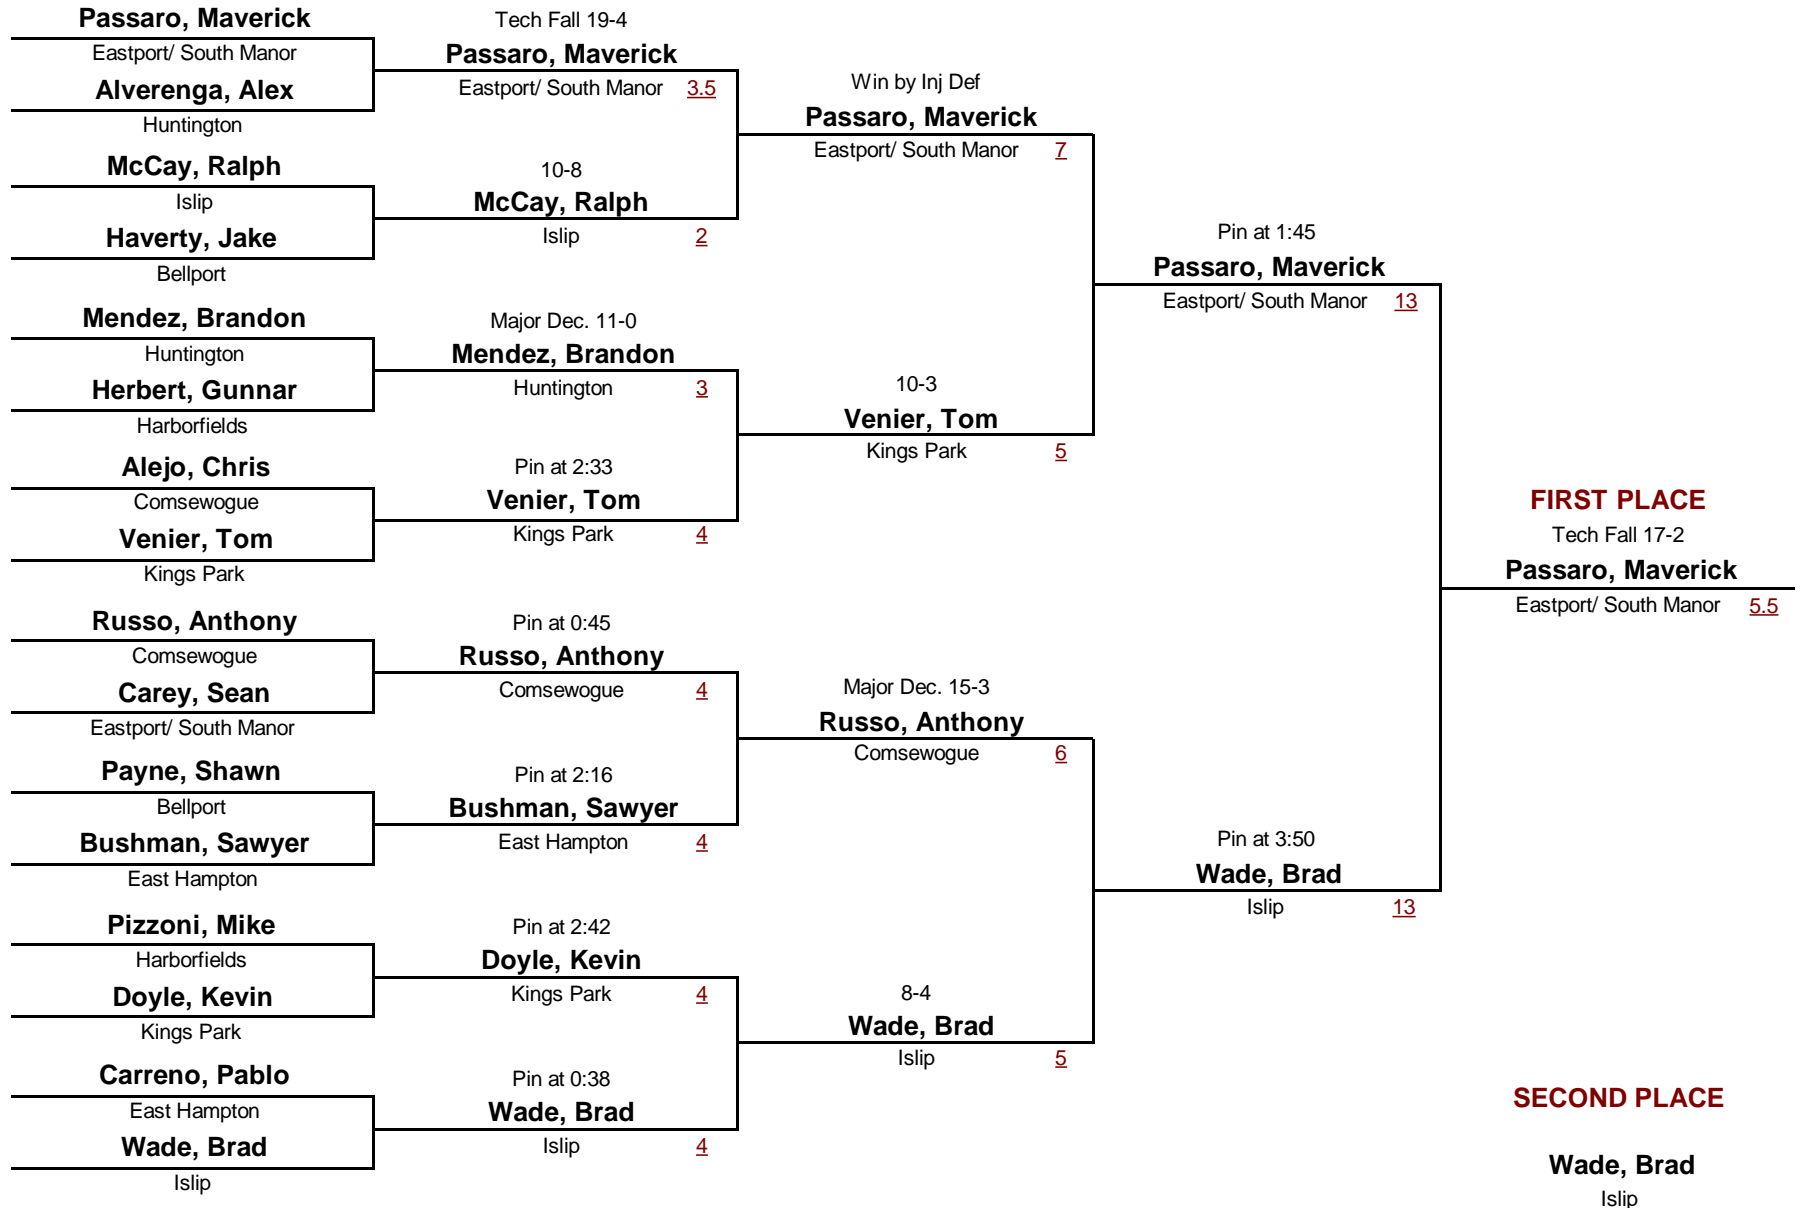 Passaro, Maverick
Eastport/ South Manor
Alverenga, Alex
Huntington
McCay, Ralph
Islip
Haverty, Jake
Bellport
Mendez, Brandon
Huntington
Herbert, Gunnar
Harborfields
Alejo, Chris
Comsewogue
Venier, Tom
Kings Park
Russo, Anthony
Comsewogue
Carey, Sean
Eastport/ South Manor
Payne, Shawn
Bellport
Bushman, Sawyer
East Hampton
Pizzoni, Mike
Harborfields
Doyle, Kevin
Kings Park
Carreno, Pablo
East Hampton
Wade, Brad
Islip
Tech Fall 19-4
Passaro, Maverick
Eastport/ South Manor 3.5
10-8
McCay, Ralph
Islip 2
Major Dec. 11-0
Mendez, Brandon
Huntington 3
Pin at 2:33
Venier, Tom
Kings Park 4
Pin at 0:45
Russo, Anthony
Comsewogue 4
Pin at 2:16
Bushman, Sawyer
East Hampton 4
Pin at 2:42
Doyle, Kevin
Kings Park 4
Pin at 0:38
Wade, Brad
Islip 4
Win by Inj Def
Passaro, Maverick
Eastport/ South Manor 7
10-3
Venier, Tom
Kings Park 5
Major Dec. 15-3
Russo, Anthony
Comsewogue 6
8-4
Wade, Brad
Islip 5
Pin at 1:45
Passaro, Maverick
Eastport/ South Manor 13
Pin at 3:50
Wade, Brad
Islip 13
FIRST PLACE
Tech Fall 17-2
Passaro, Maverick
Eastport/ South Manor 5.5
SECOND PLACE
Wade, Brad
Islip